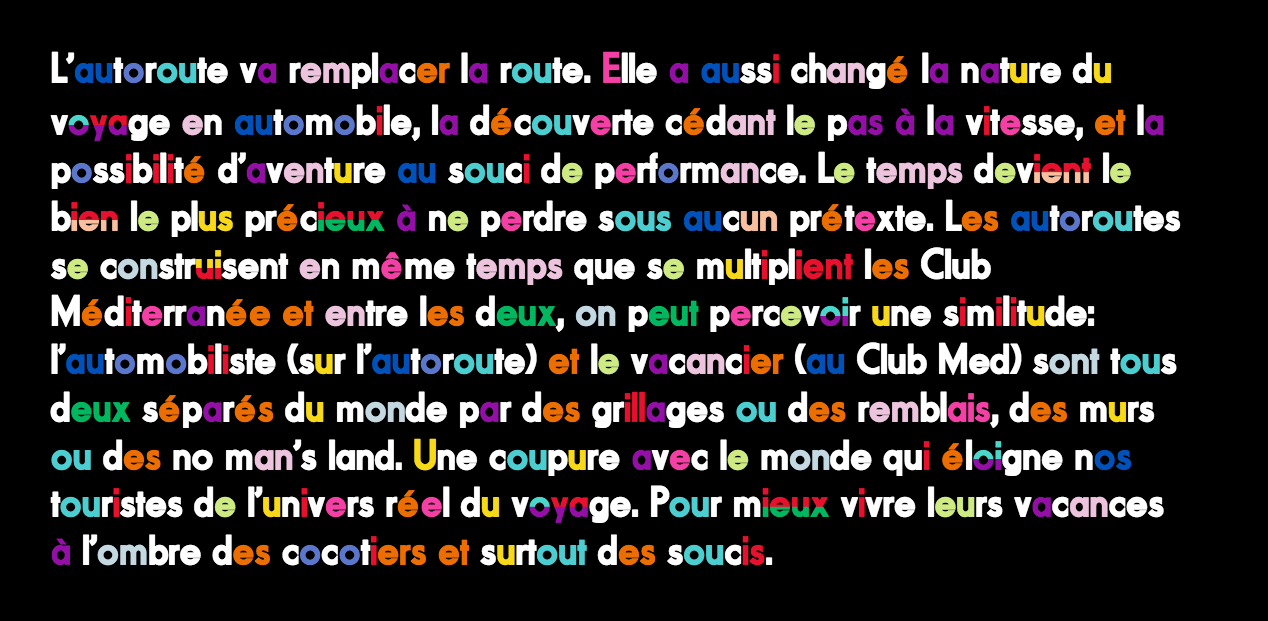 L'autoroute va remplacer la route. Elle a aussi changé la nature du
voyage en automobile, la découverte cédant le pas à la vitesse, et la
possibilité d'aventure au souci de performance. Le temps devient le
bien le plus précieux à ne perdre sous aucun prétexte. Les autoroutes
se construisent en même temps que se multiplient les Club
Méditerranée et entre les deux, on peut percevoir une similitude:
l'automobiliste (sur l'autoroute) et le vacancier (au Club Med) sont tous
deux séparés du monde par des grillages ou des remblais, des murs
ou des no man's land. Une coupure avec le monde qui éloigne nos
touristes de l'univers réel du voyage. Pour mieux vivre leurs vacances
à l'ombre des cocotiers et surtout des soucis.